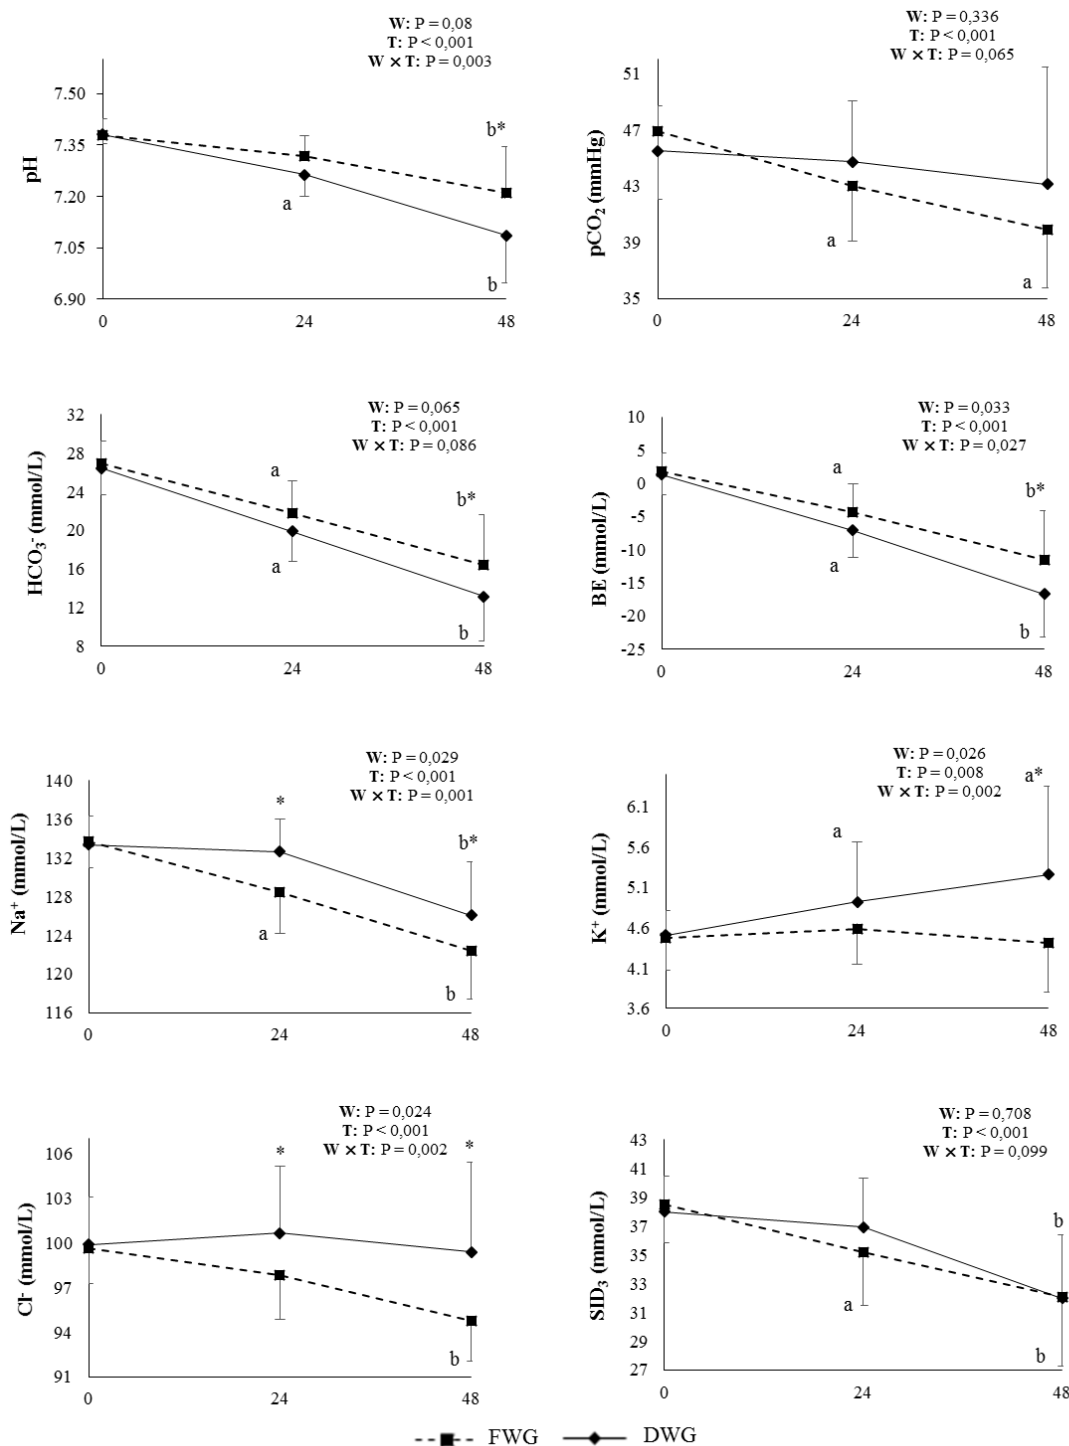 W: P = 0,08
T: P < 0,001
W × T: P = 0,003
7.50
7.35
7.20
7.05
6.90
pH
b*
a
b
0
24
48
W: P = 0,336
T: P < 0,001
W × T: P = 0,065
51
47
43
39
35
pCO₂ (mmHg)
a
a
0
24
48
W: P = 0,065
T: P < 0,001
W × T: P = 0,086
32
28
24
20
16
12
8
HCO₃⁻ (mmol/L)
a
b*
a
b
0
24
48
W: P = 0,033
T: P < 0,001
W × T: P = 0,027
10
5
0
-5
-10
-15
-20
-25
BE (mmol/L)
a
b*
a
b
0
24
48
W: P = 0,029
T: P < 0,001
W × T: P = 0,001
140
136
132
128
124
120
116
Na⁺ (mmol/L)
*
b*
a
b
0
24
48
W: P = 0,026
T: P = 0,008
W × T: P = 0,002
6.1
5.6
5.1
4.6
4.1
3.6
K⁺ (mmol/L)
a
a*
0
24
48
W: P = 0,024
T: P < 0,001
W × T: P = 0,002
106
103
100
97
94
91
Cl⁻ (mmol/L)
*
*
b
0
24
48
W: P = 0,708
T: P < 0,001
W × T: P = 0,099
43
41
39
37
35
33
31
29
27
SID₃ (mmol/L)
a
b
b
0
24
48
FWG DWG